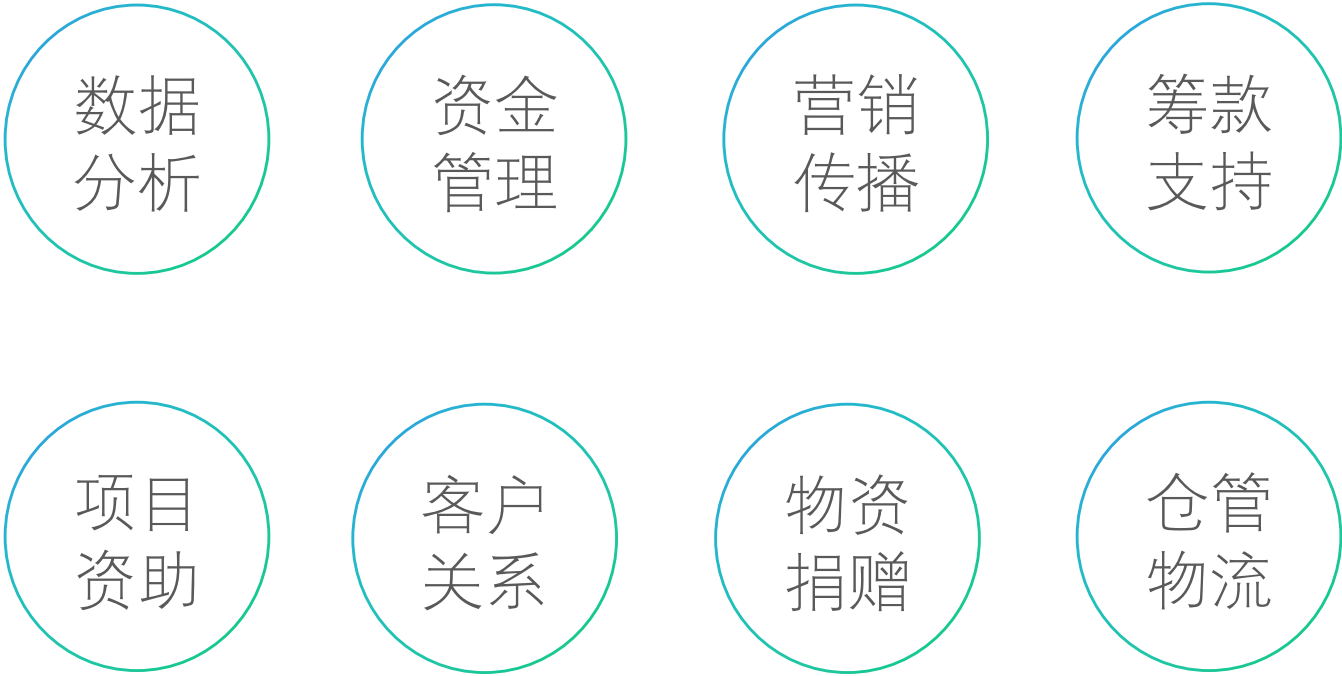 数据
分析
资金
管理
营销
传播
筹款
支持
项目
资助
客户
关系
物资
捐赠
仓管
物流